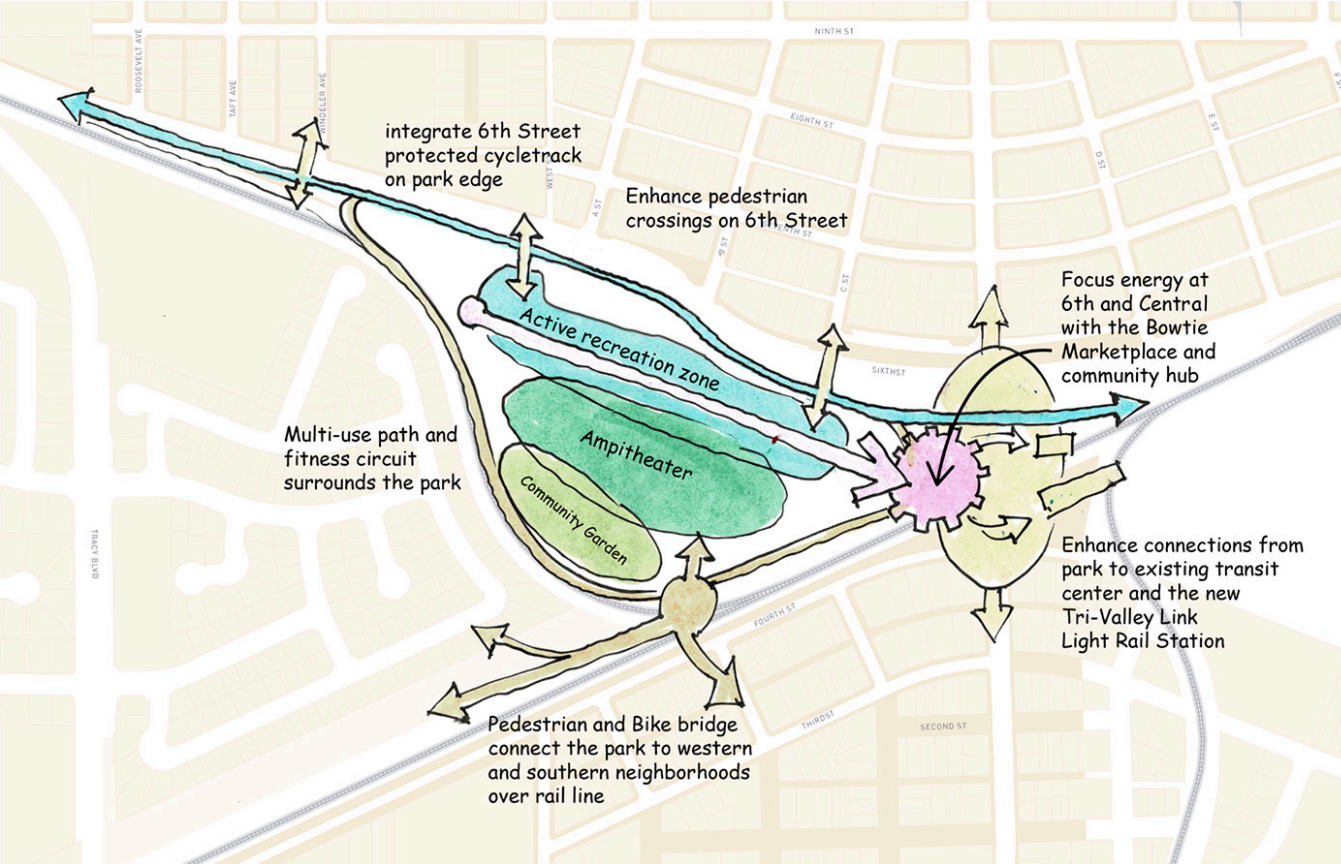 NINTH ST
ROOSEVELT AVE
TAFT AVE
WINDELER AVE
EIGHTH ST
E ST
D ST
integrate 6th Street
protected cycletrack
on park edge
WEST
A ST
Enhance pedestrian
crossings on 6th Street
B ST
C ST
Focus energy at
6th and Central
with the Bowtie
Marketplace and
community hub
SIXTHST
Active recreation zone
Ampitheater
Community Garden
Multi-use path and
fitness circuit
surrounds the park
TRACY BLVD
Enhance connections from
park to existing transit
center and the new
Tri-Valley Link
Light Rail Station
FOURTH ST
THIRDST
SECOND ST
Pedestrian and Bike bridge
connect the park to western
and southern neighborhoods
over rail line